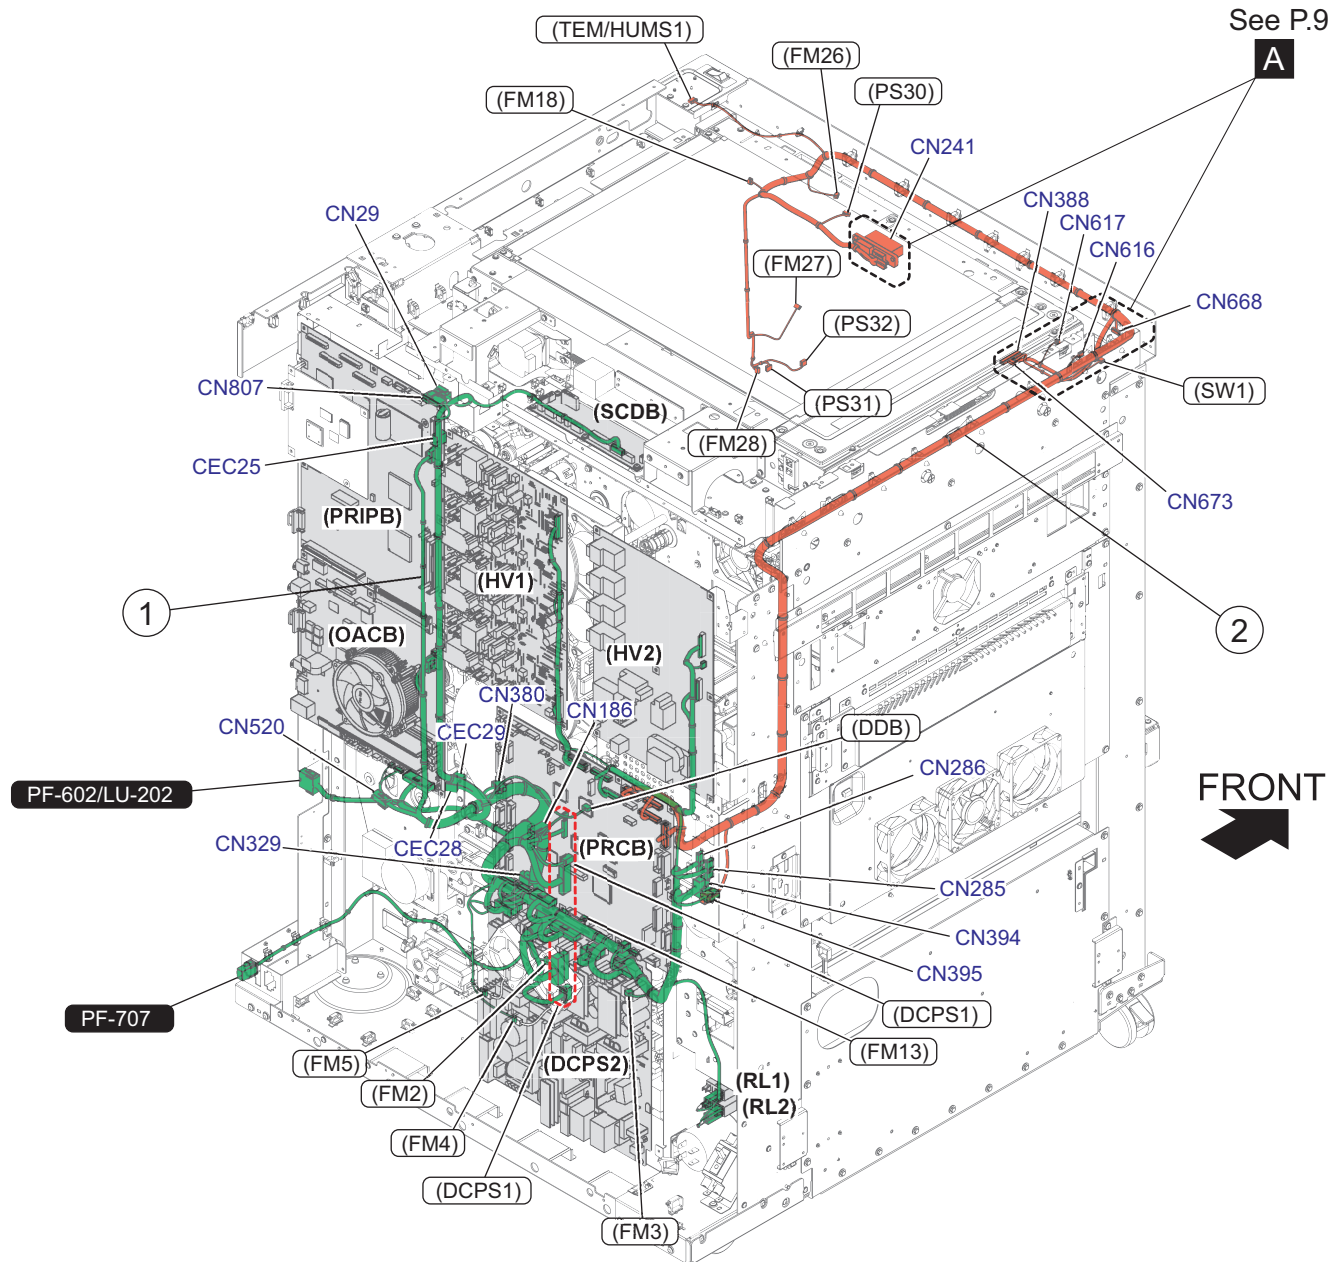 See P.9
A
(TEM/HUMS1)
(FM26)
(FM18)
(PS30)
CN241
CN388
CN29
CN617
CN616
(FM27)
CN668
(PS32)
CN807
(SCDB)
(PS31)
(SW1)
(FM28)
CEC25
CN673
(PRIPB)
(HV1)
1
2
(OACB)
(HV2)
CN380
CN186
CN520
CEC29
(DDB)
CN286
PF-602/LU-202
FRONT
CN329
CEC28
(PRCB)
CN285
CN394
CN395
PF-707
(DCPS1)
(FM13)
(FM5)
(DCPS2)
(FM2)
(RL1)
(RL2)
(FM4)
(DCPS1)
(FM3)